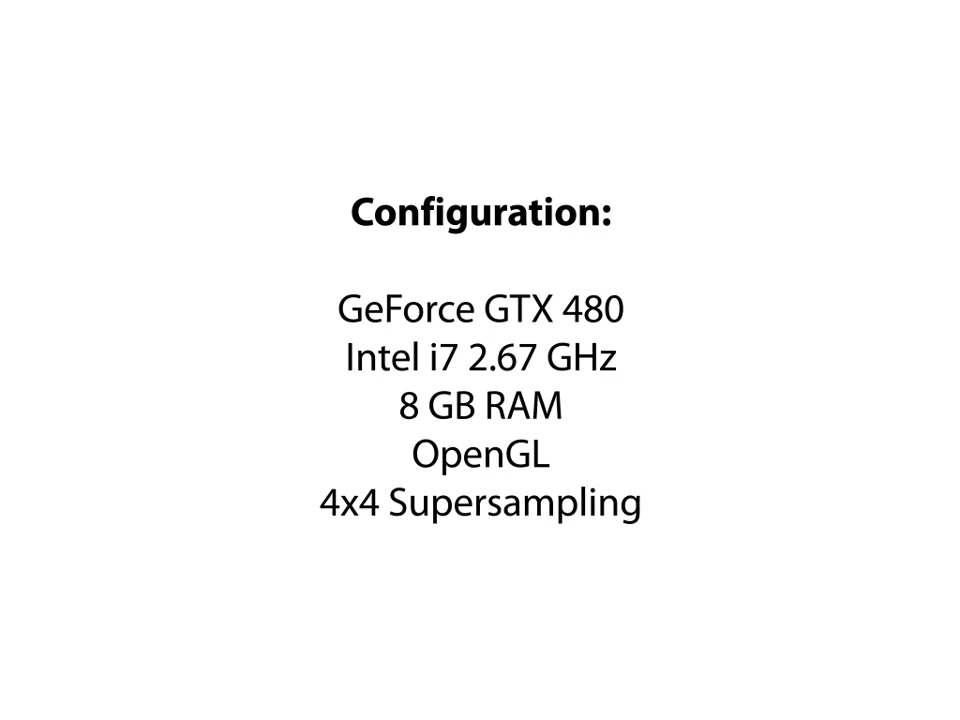 Configuration:
GeForce GTX 480
Intel i7 2.67 GHz
8 GB RAM
OpenGL
4x4 Supersampling